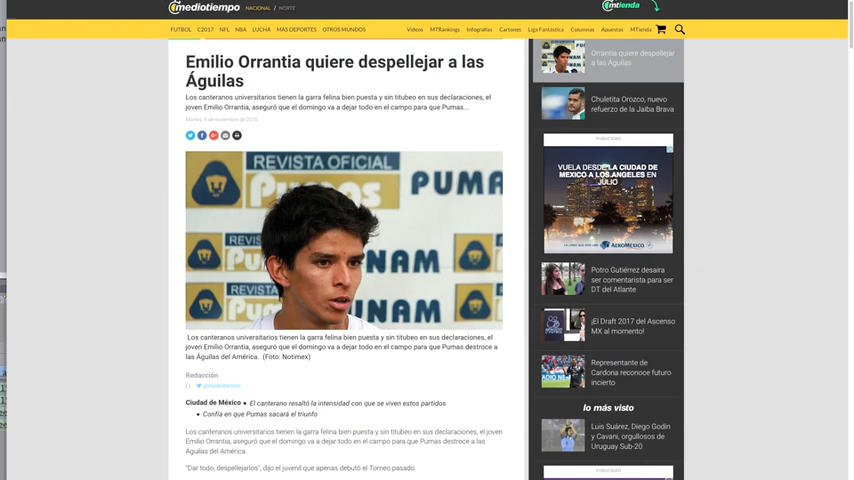 mediotiempo
NACIONAL / NORTE
mtienda
FUTBOL C2017 NFL NBA LUCHA MÁS DEPORTES OTROS MUNDOS
Videos MTRankings Infografías Cartones Liga Fantástica Columnas Apuestas MTienda
Emilio Orrantia quiere despellejar a las
Águilas
Los canteranos universitarios tienen la garra felina bien puesta y sin titubeo en sus declaraciones, el
joven Emilio Orrantia, aseguró que el domingo va a dejar todo en el campo para Pumas...
Martes, 9 de noviembre de 2010
REVISTA OFICIAL
Pumas
PUMA
UNAM
UNAM
Los canteranos universitarios tienen la garra felina bien puesta y sin titubeo en sus declaraciones, el
joven Emilio Orrantia, aseguró que el domingo va a dejar todo en el campo para que Pumas destroce a
las Águilas del América. (Foto: Notimex)
Redacción
@mediotiempo
Ciudad de México • El canterano resaltó la intensidad con que se viven estos partidos
• Confía en que Pumas sacará el triunfo
Los canteranos universitarios tienen la garra felina bien puesta y sin titubeo en sus declaraciones, el joven
Emilio Orrantia, aseguró que el domingo va a dejar todo en el campo para que Pumas destroce a las
Águilas del América.
"Dar todo, despellejarlos", dijo el juvenil que apenas debutó el Torneo pasado.
Orrantia quiere despellejar
a las Águilas
Chuletita Orozco, nuevo
refuerzo de la Jaiba Brava
PUBLICIDAD
VUELA DESDE LA CIUDAD DE
MEXICO A LOS ANGELES EN
JULIO
AEROMEXICO
Potro Gutiérrez desaira
ser comentarista para ser
DT del Atlante
¡El Draft 2017 del Ascenso
MX al momento!
Representante de
Cardona reconoce futuro
incierto
lo más visto
Luis Suárez, Diego Godín
y Cavani, orgullosos de
Uruguay Sub-20
PUBLICIDAD